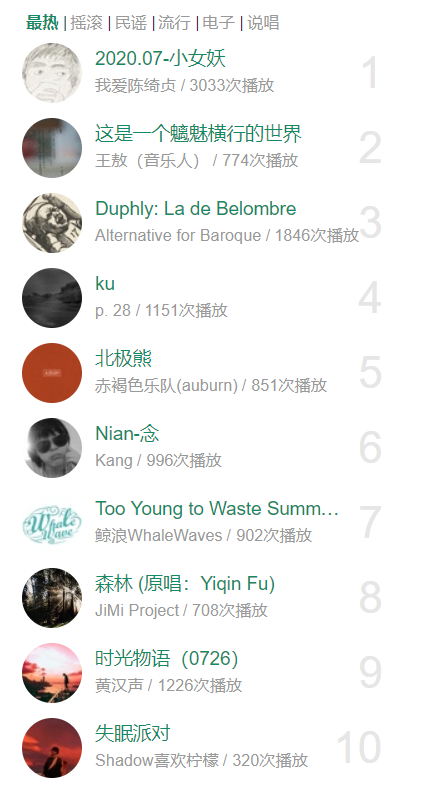 最热 | 摇滚 | 民谣 | 流行 | 电子 | 说唱
2020.07-小女妖
我爱陈绮贞 / 3033次播放
1
这是一个魑魅横行的世界
王敖（音乐人） / 774次播放
2
Duphly: La de Belombre
Alternative for Baroque / 1846次播放
3
ku
p. 28 / 1151次播放
4
北极熊
赤褐色乐队(auburn) / 851次播放
5
Nian-念
Kang / 996次播放
6
Whale
Wave
Too Young to Waste Summ…
鲸浪WhaleWaves / 902次播放
7
森林 (原唱：Yiqin Fu)
JiMi Project / 708次播放
8
时光物语（0726）
黄汉声 / 1226次播放
9
失眠派对
Shadow喜欢柠檬 / 320次播放
10